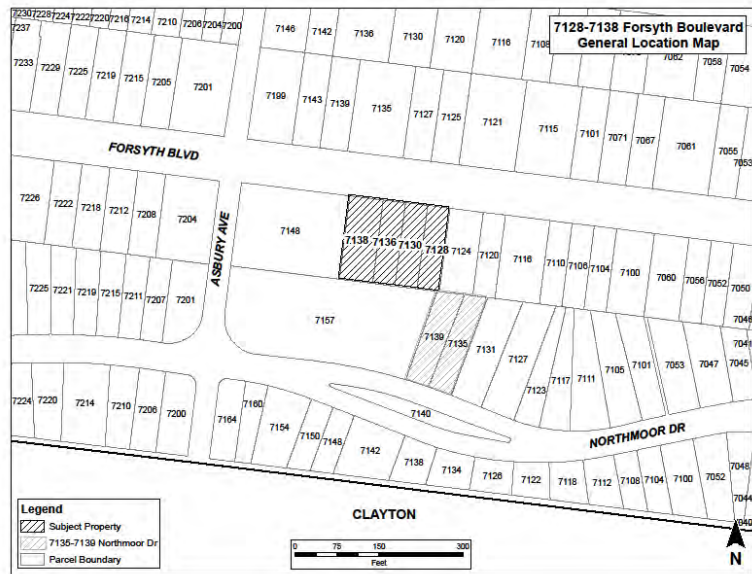 7128-7138 Forsyth Boulevard
General Location Map
7230 7228 7224 7222 7220 7216 7214 7210 7206 7204 7200 7146 7142 7136 7130 7120 7116 7108 7062 7058 7054
7237
7233 7229 7225 7219 7215 7205 7201 7199 7143 7139 7135 7127 7125 7121 7115 7101 7071 7067 7061 7055 7053
FORSYTH BLVD
7226 7222 7218 7212 7208 7204 7148 7138 7136 7130 7128 7124 7120 7116 7110 7106 7104 7100 7060 7056 7052 7050
ASBURY AVE
7225 7221 7219 7215 7211 7207 7201 7157 7139 7135 7131 7127 7123 7117 7111 7105 7101 7053 7047 7045 7041 7046
7140
NORTHMOOR DR
7224 7220 7214 7210 7206 7200 7164 7160 7154 7150 7148 7142 7138 7134 7126 7122 7118 7112 7108 7104 7100 7052 7048
7044
7040
CLAYTON
Legend
Subject Property
7135-7139 Northmoor Dr
Parcel Boundary
0 75 150 300
Feet
N